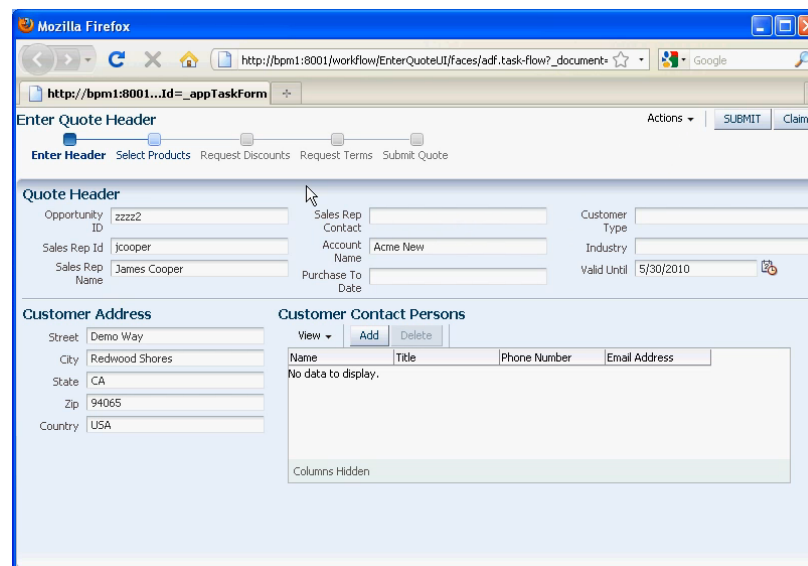 Mozilla Firefox
http://bpm1:8001/workflow/EnterQuoteUI/faces/adf.task-flow?_document=
Google
http://bpm1:8001...Id=_appTaskForm
Enter Quote Header
Actions
SUBMIT
Claim
Enter Header Select Products Request Discounts Request Terms Submit Quote
Quote Header
Opportunity ID zzzz2
Sales Rep Contact
Customer Type
Sales Rep Id jcooper
Account Name Acme New
Industry
Sales Rep Name James Cooper
Purchase To Date
Valid Until 5/30/2010
Customer Address
Street Demo Way
City Redwood Shores
State CA
Zip 94065
Country USA
Customer Contact Persons
View Add Delete
Name Title Phone Number Email Address
No data to display.
Columns Hidden